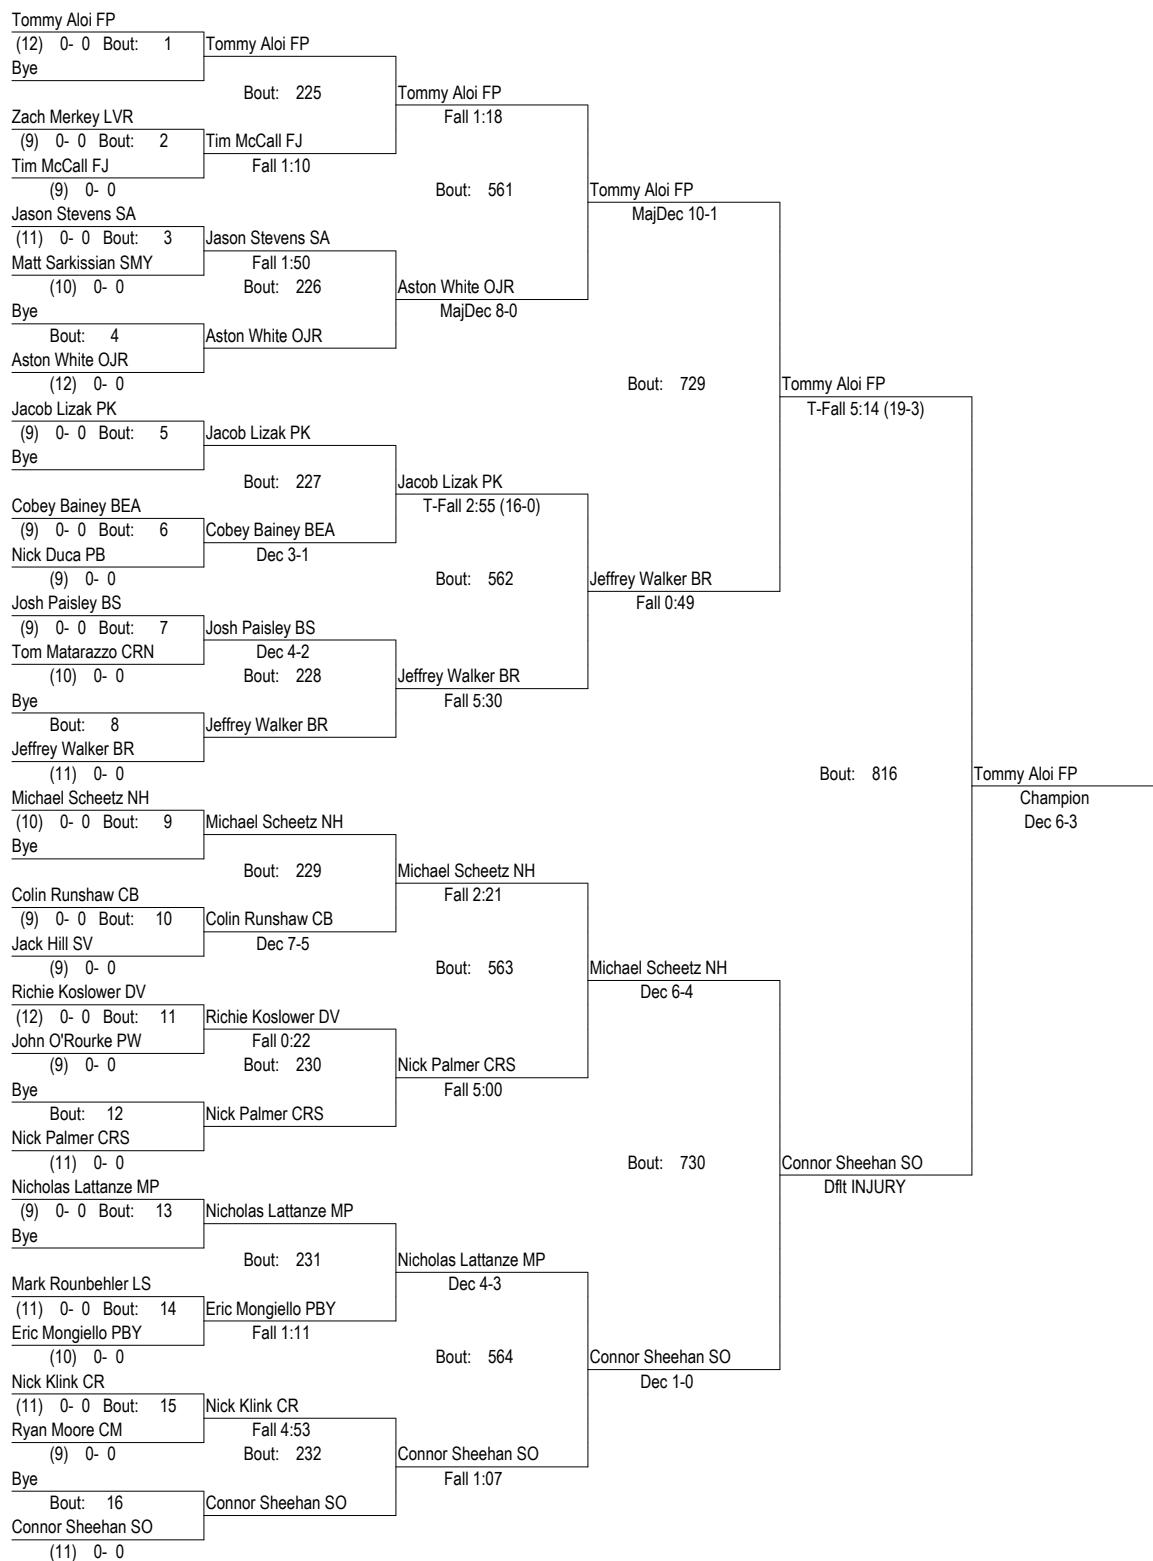 Tommy Aloi FP
(12) 0- 0 Bout: 1 Tommy Aloi FP
Bye
Bout: 225 Tommy Aloi FP
Zach Merkey LVR Fall 1:18
(9) 0- 0 Bout: 2 Tim McCall FJ
Tim McCall FJ Fall 1:10
(9) 0- 0 Bout: 561 Tommy Aloi FP
Jason Stevens SA MajDec 10-1
(11) 0- 0 Bout: 3 Jason Stevens SA
Matt Sarkissian SMY Fall 1:50
(10) 0- 0 Bout: 226 Aston White OJR
Bye MajDec 8-0
Bout: 4 Aston White OJR
Aston White OJR
(12) 0- 0 Bout: 729 Tommy Aloi FP
Jacob Lizak PK T-Fall 5:14 (19-3)
(9) 0- 0 Bout: 5 Jacob Lizak PK
Bye
Bout: 227 Jacob Lizak PK
Cobey Bainey BEA T-Fall 2:55 (16-0)
(9) 0- 0 Bout: 6 Cobey Bainey BEA
Nick Duca PB Dec 3-1
(9) 0- 0 Bout: 562 Jeffrey Walker BR
Josh Paisley BS Fall 0:49
(9) 0- 0 Bout: 7 Josh Paisley BS
Tom Matarazzo CRN Dec 4-2
(10) 0- 0 Bout: 228 Jeffrey Walker BR
Bye Fall 5:30
Bout: 8 Jeffrey Walker BR
Jeffrey Walker BR
(11) 0- 0 Bout: 816 Tommy Aloi FP
Michael Scheetz NH Champion
(10) 0- 0 Bout: 9 Michael Scheetz NH Dec 6-3
Bye
Bout: 229 Michael Scheetz NH
Colin Runshaw CB Fall 2:21
(9) 0- 0 Bout: 10 Colin Runshaw CB
Jack Hill SV Dec 7-5
(9) 0- 0 Bout: 563 Michael Scheetz NH
Richie Koslower DV Dec 6-4
(12) 0- 0 Bout: 11 Richie Koslower DV
John O'Rourke PW Fall 0:22
(9) 0- 0 Bout: 230 Nick Palmer CRS
Bye Fall 5:00
Bout: 12 Nick Palmer CRS
Nick Palmer CRS
(11) 0- 0 Bout: 730 Connor Sheehan SO
Nicholas Lattanze MP Dflt INJURY
(9) 0- 0 Bout: 13 Nicholas Lattanze MP
Bye
Bout: 231 Nicholas Lattanze MP
Mark Rounbehler LS Dec 4-3
(11) 0- 0 Bout: 14 Eric Mongiello PBY
Eric Mongiello PBY Fall 1:11
(10) 0- 0 Bout: 564 Connor Sheehan SO
Nick Klink CR Dec 1-0
(11) 0- 0 Bout: 15 Nick Klink CR
Ryan Moore CM Fall 4:53
(9) 0- 0 Bout: 232 Connor Sheehan SO
Bye Fall 1:07
Bout: 16 Connor Sheehan SO
Connor Sheehan SO
(11) 0- 0